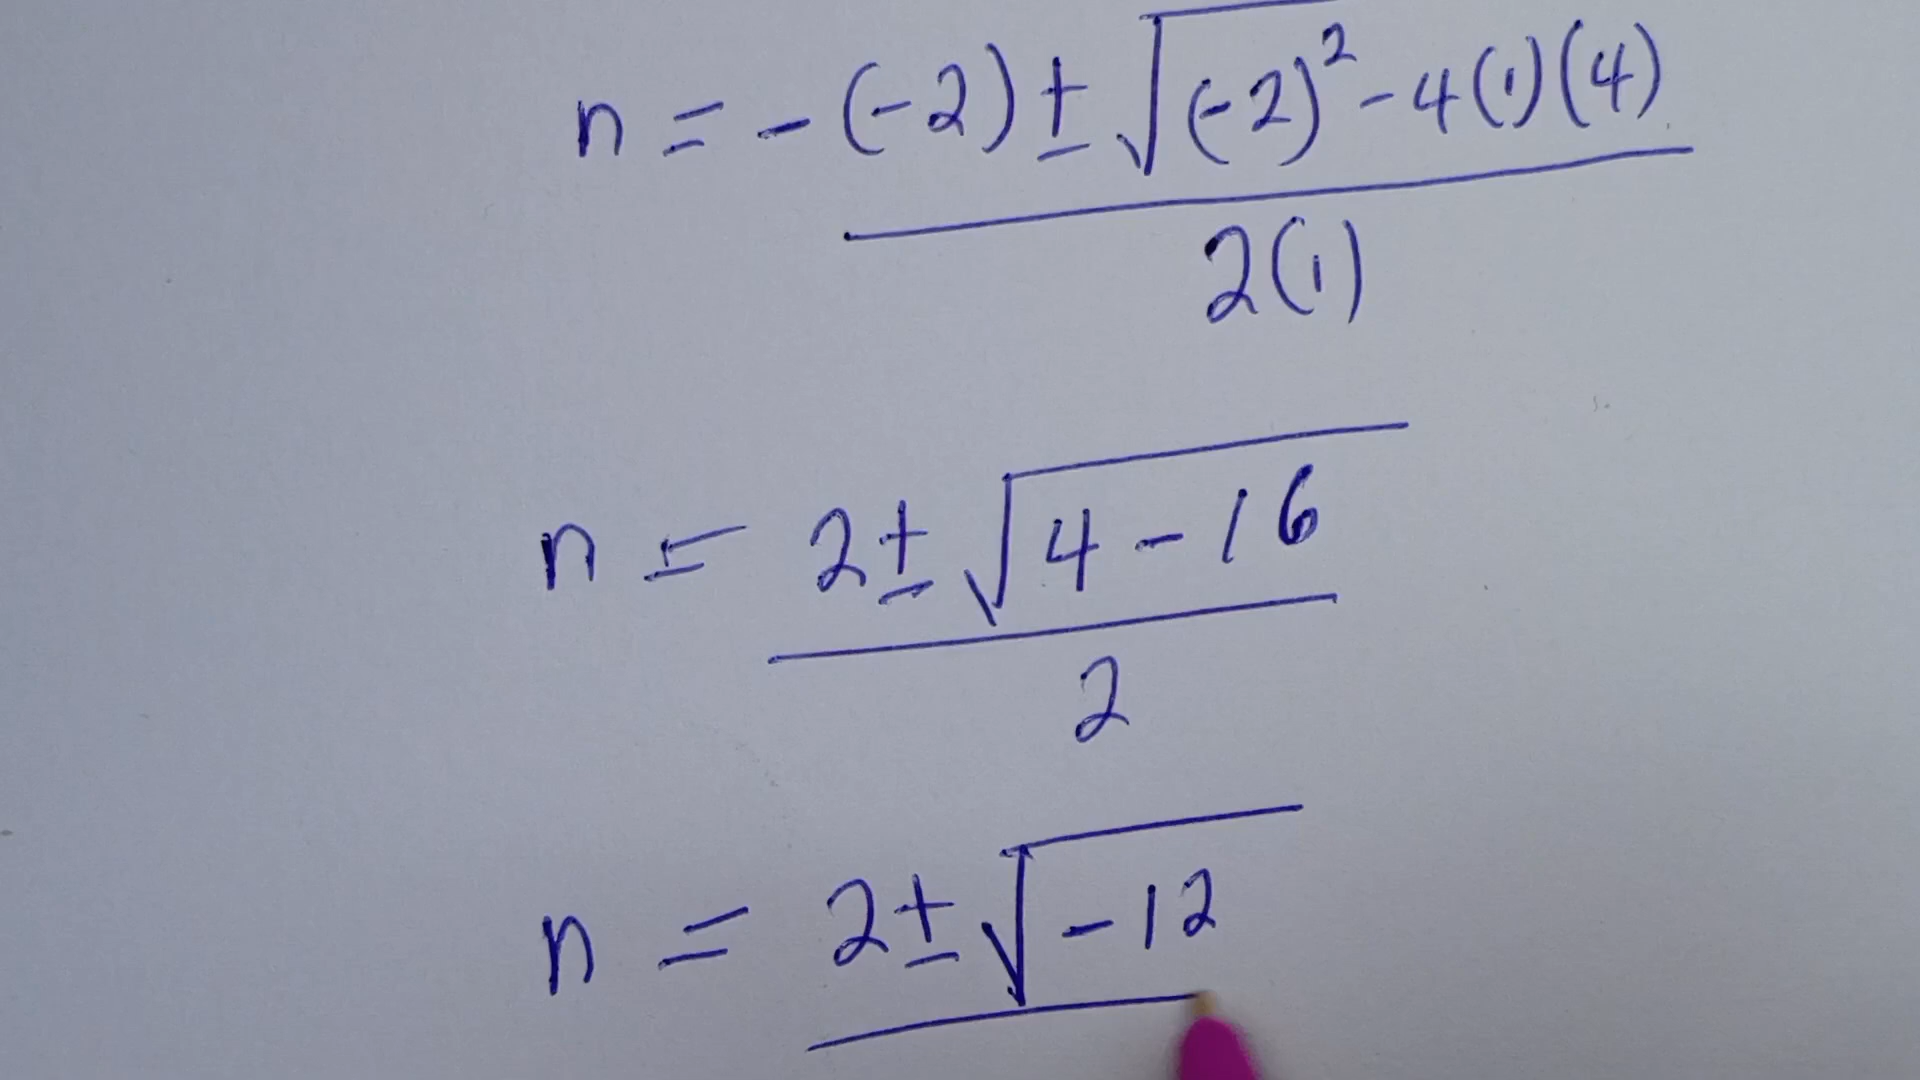 n = -(-2) ± √(-2)² - 4(1)(4)
2(1)
n = 2 ± √4 - 16
2
n = 2 ± √-12